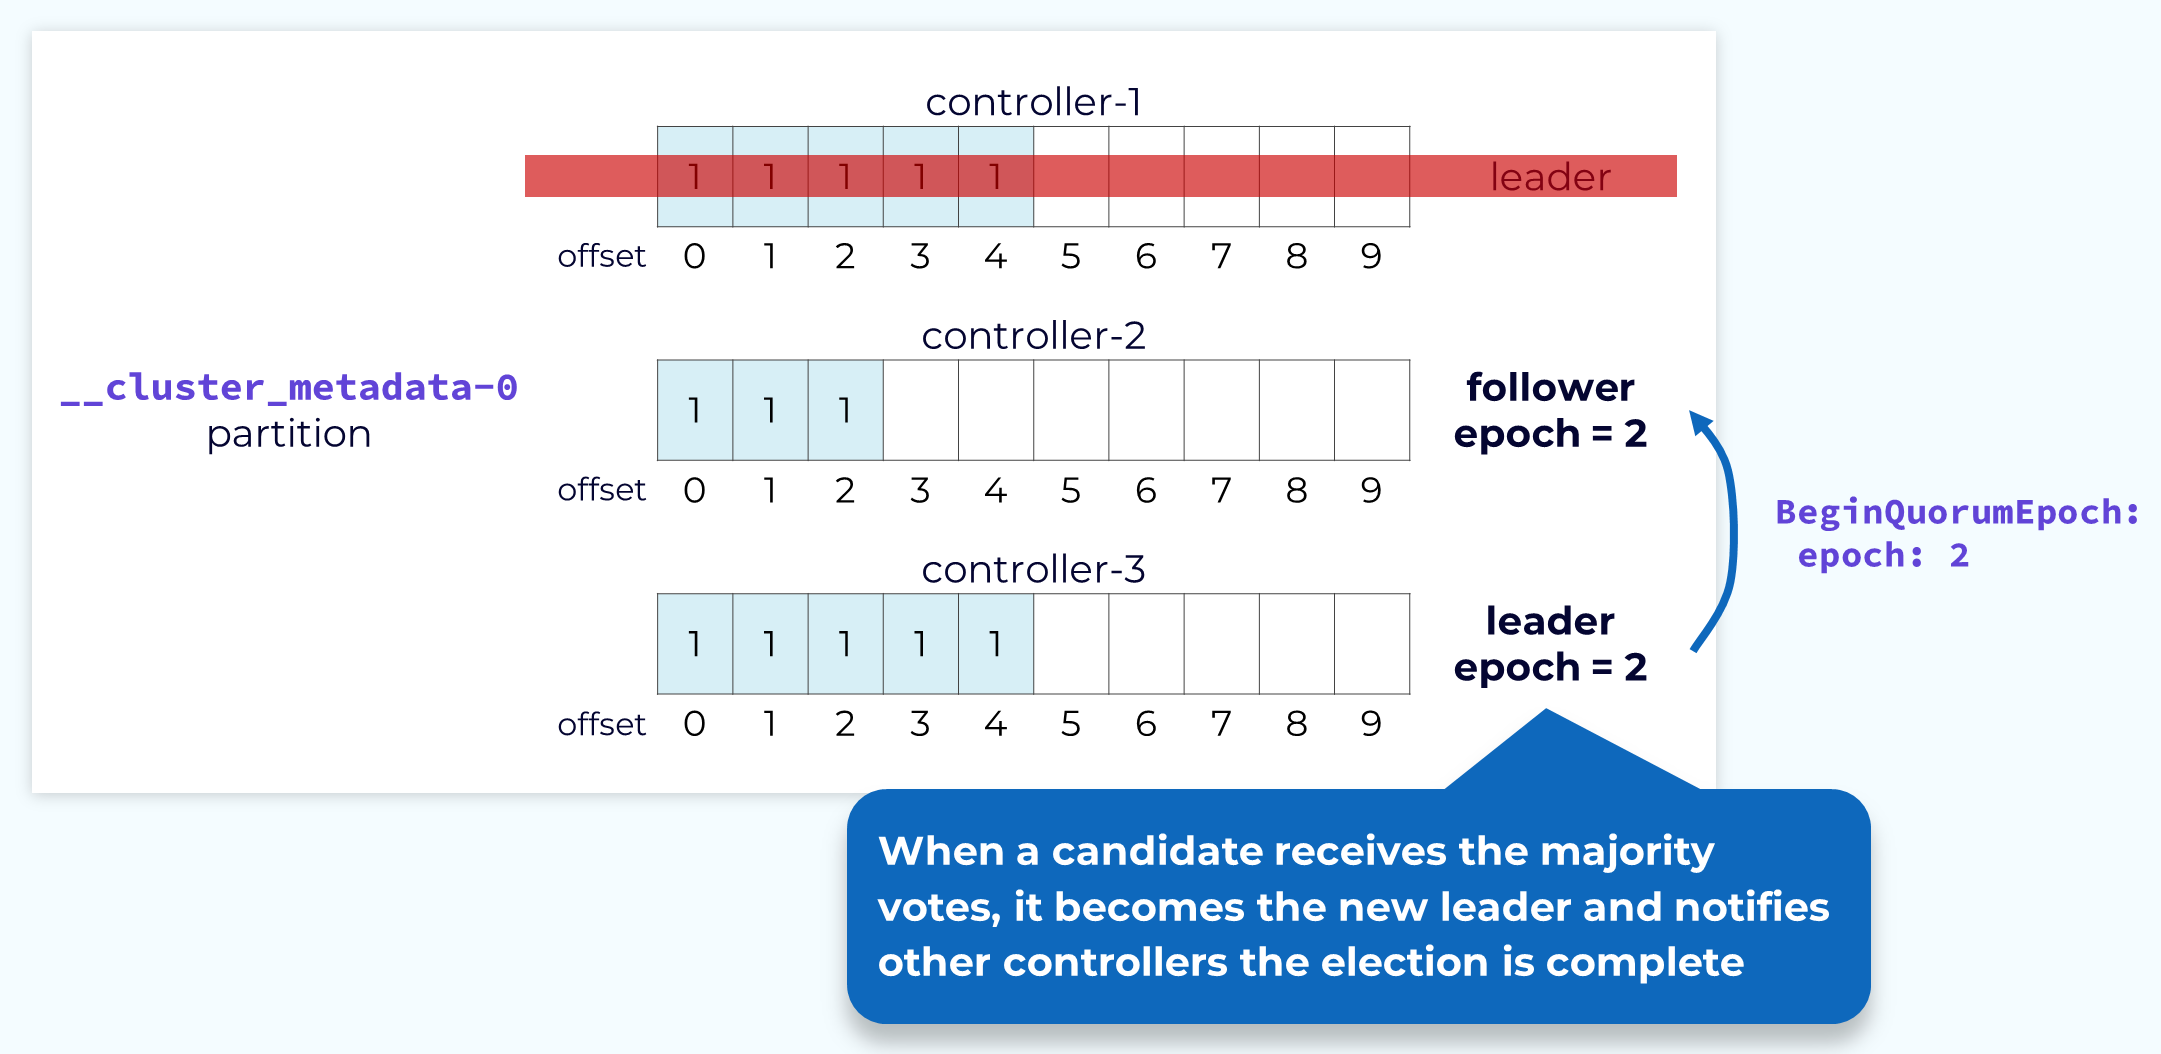 controller-1
1 1 1 1 1 leader
offset 0 1 2 3 4 5 6 7 8 9
controller-2
__cluster_metadata-0
partition
1 1 1
follower
epoch = 2
offset 0 1 2 3 4 5 6 7 8 9
BeginQuorumEpoch:
epoch: 2
controller-3
1 1 1 1 1
leader
epoch = 2
offset 0 1 2 3 4 5 6 7 8 9
When a candidate receives the majority
votes, it becomes the new leader and notifies
other controllers the election is complete